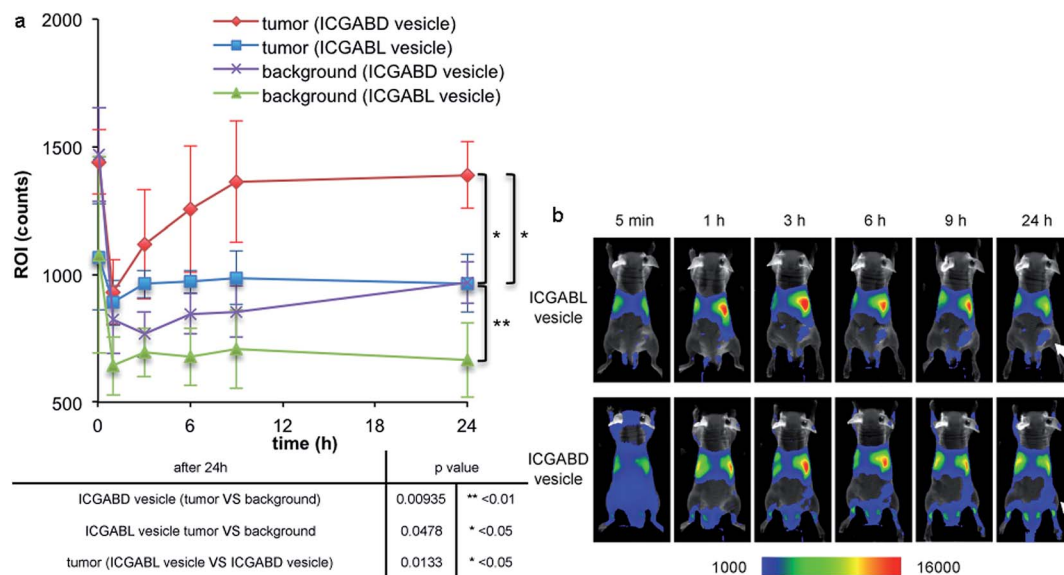 a
2000
1500
1000
500
ROI (counts)
tumor (ICGABD vesicle)
tumor (ICGABL vesicle)
background (ICGABD vesicle)
background (ICGABL vesicle)
*
*
**
0 6 12 18 24
time (h)
after 24h p value
ICGABD vesicle (tumor VS background) 0.00935 ** <0.01
ICGABL vesicle tumor VS background 0.0478 * <0.05
tumor (ICGABL vesicle VS ICGABD vesicle) 0.0133 * <0.05
b
5 min 1 h 3 h 6 h 9 h 24 h
ICGABL
vesicle
ICGABD
vesicle
1000 16000